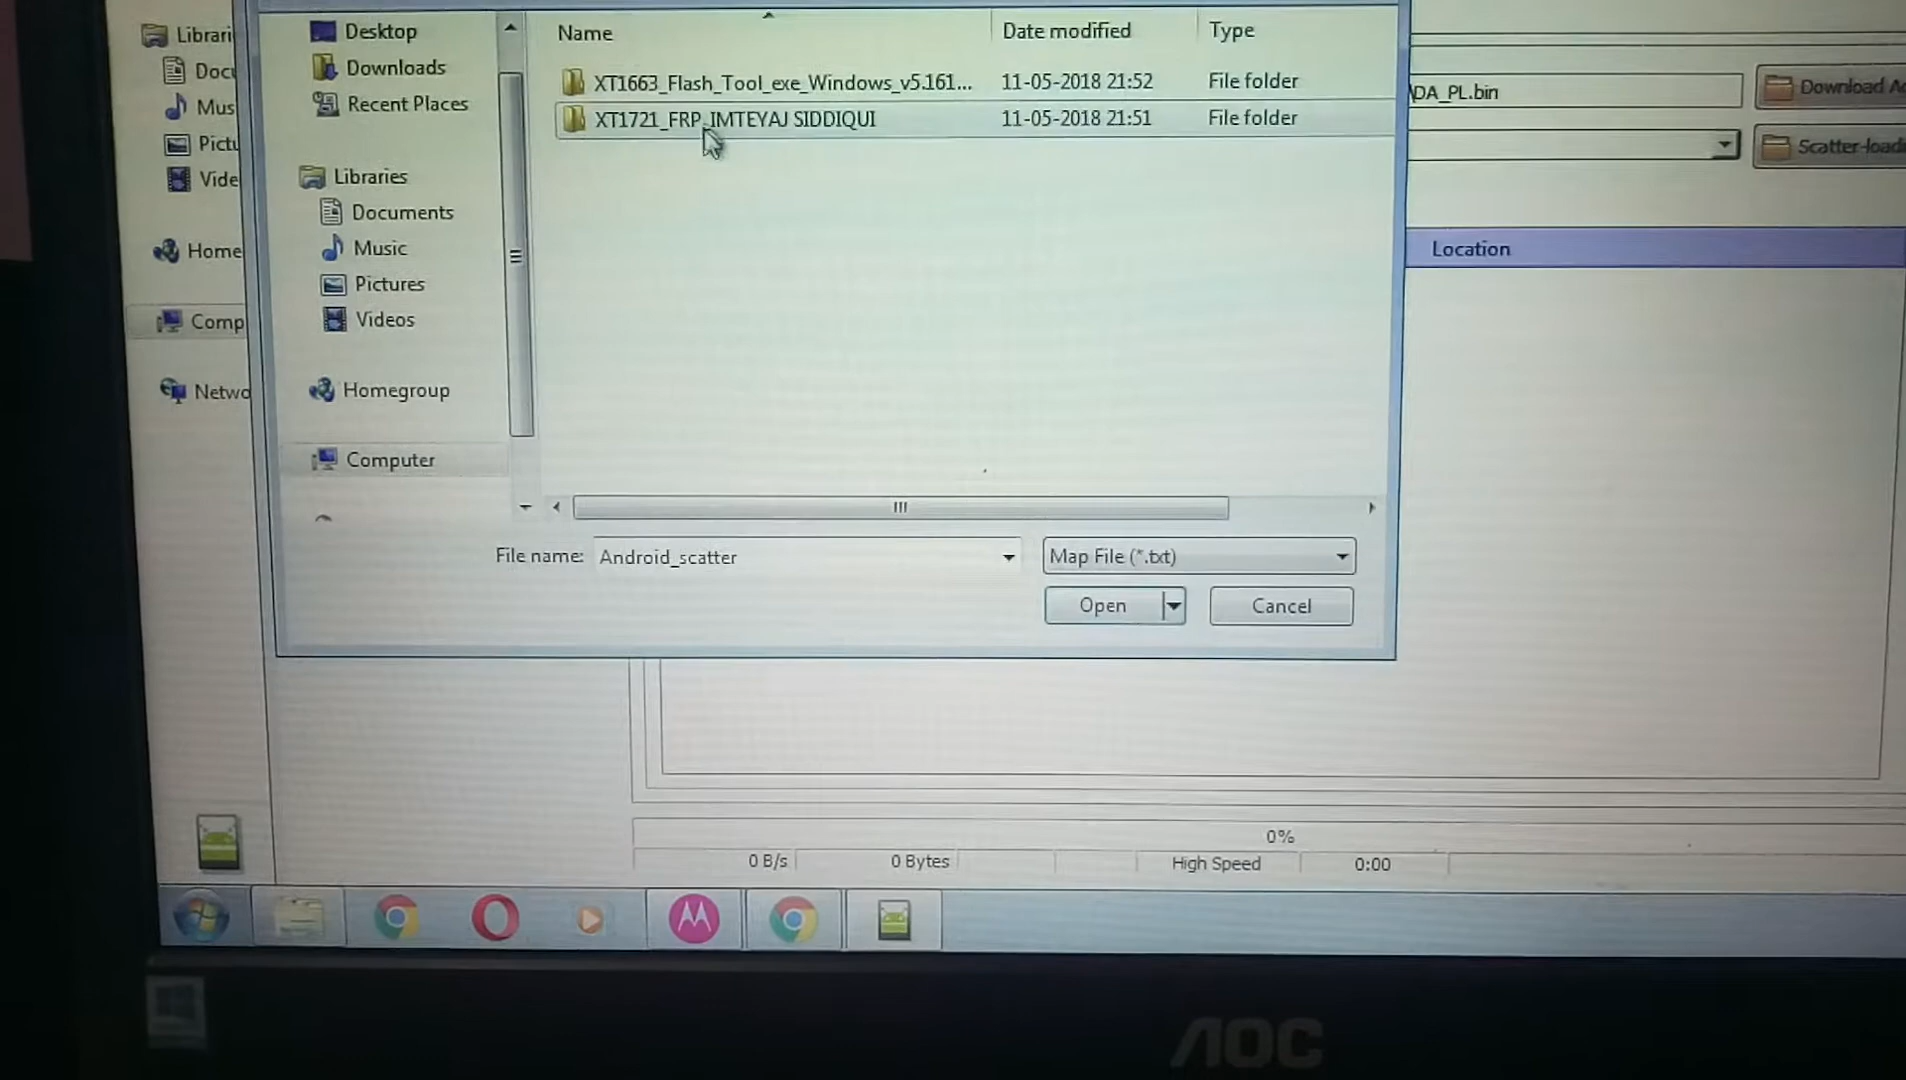 Librari
Docu
Mus
Pictu
Vide
Home
Comp
Netwo
Desktop
Downloads
Recent Places
Libraries
Documents
Music
Pictures
Videos
Homegroup
Computer
Name
Date modified
Type
XT1663_Flash_Tool_exe_Windows_v5.161...
11-05-2018 21:52
File folder
XT1721_FRP_IMTEYAJ SIDDIQUI
11-05-2018 21:51
File folder
File name:
Android_scatter
Map File (*.txt)
Open
Cancel
\DA_PL.bin
Download Ag
Scatter-loadi
Location
0%
0 B/s
0 Bytes
High Speed
0:00
AOC